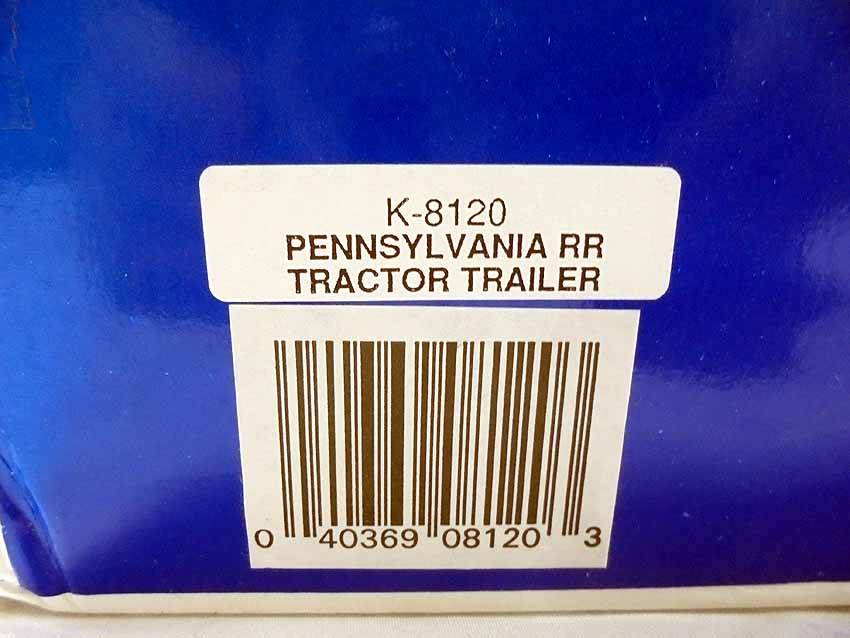 K-8120
PENNSYLVANIA RR
TRACTOR TRAILER
0 40369 08120 3